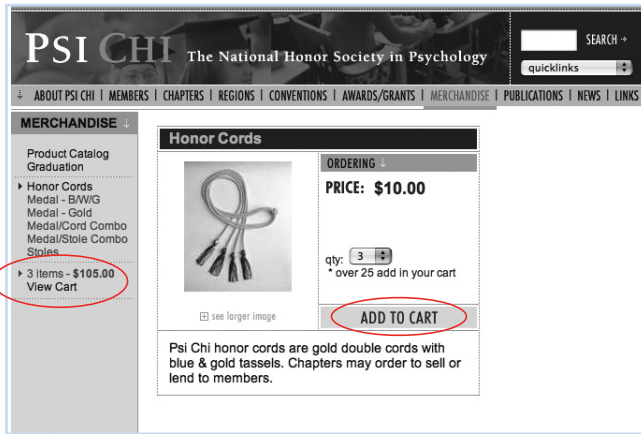 PSI CHI The National Honor Society in Psychology
SEARCH
quicklinks
ABOUT PSI CHI | MEMBERS | CHAPTERS | REGIONS | CONVENTIONS | AWARDS/GRANTS | MERCHANDISE | PUBLICATIONS | NEWS | LINKS
MERCHANDISE
Product Catalog
Graduation
Honor Cords
Medal - B/W/G
Medal - Gold
Medal/Cord Combo
Medal/Stole Combo
Stoles
3 items - $105.00
View Cart
Honor Cords
see larger image
ORDERING
PRICE: $10.00
qty: 3
* over 25 add in your cart
ADD TO CART
Psi Chi honor cords are gold double cords with
blue & gold tassels. Chapters may order to sell or
lend to members.